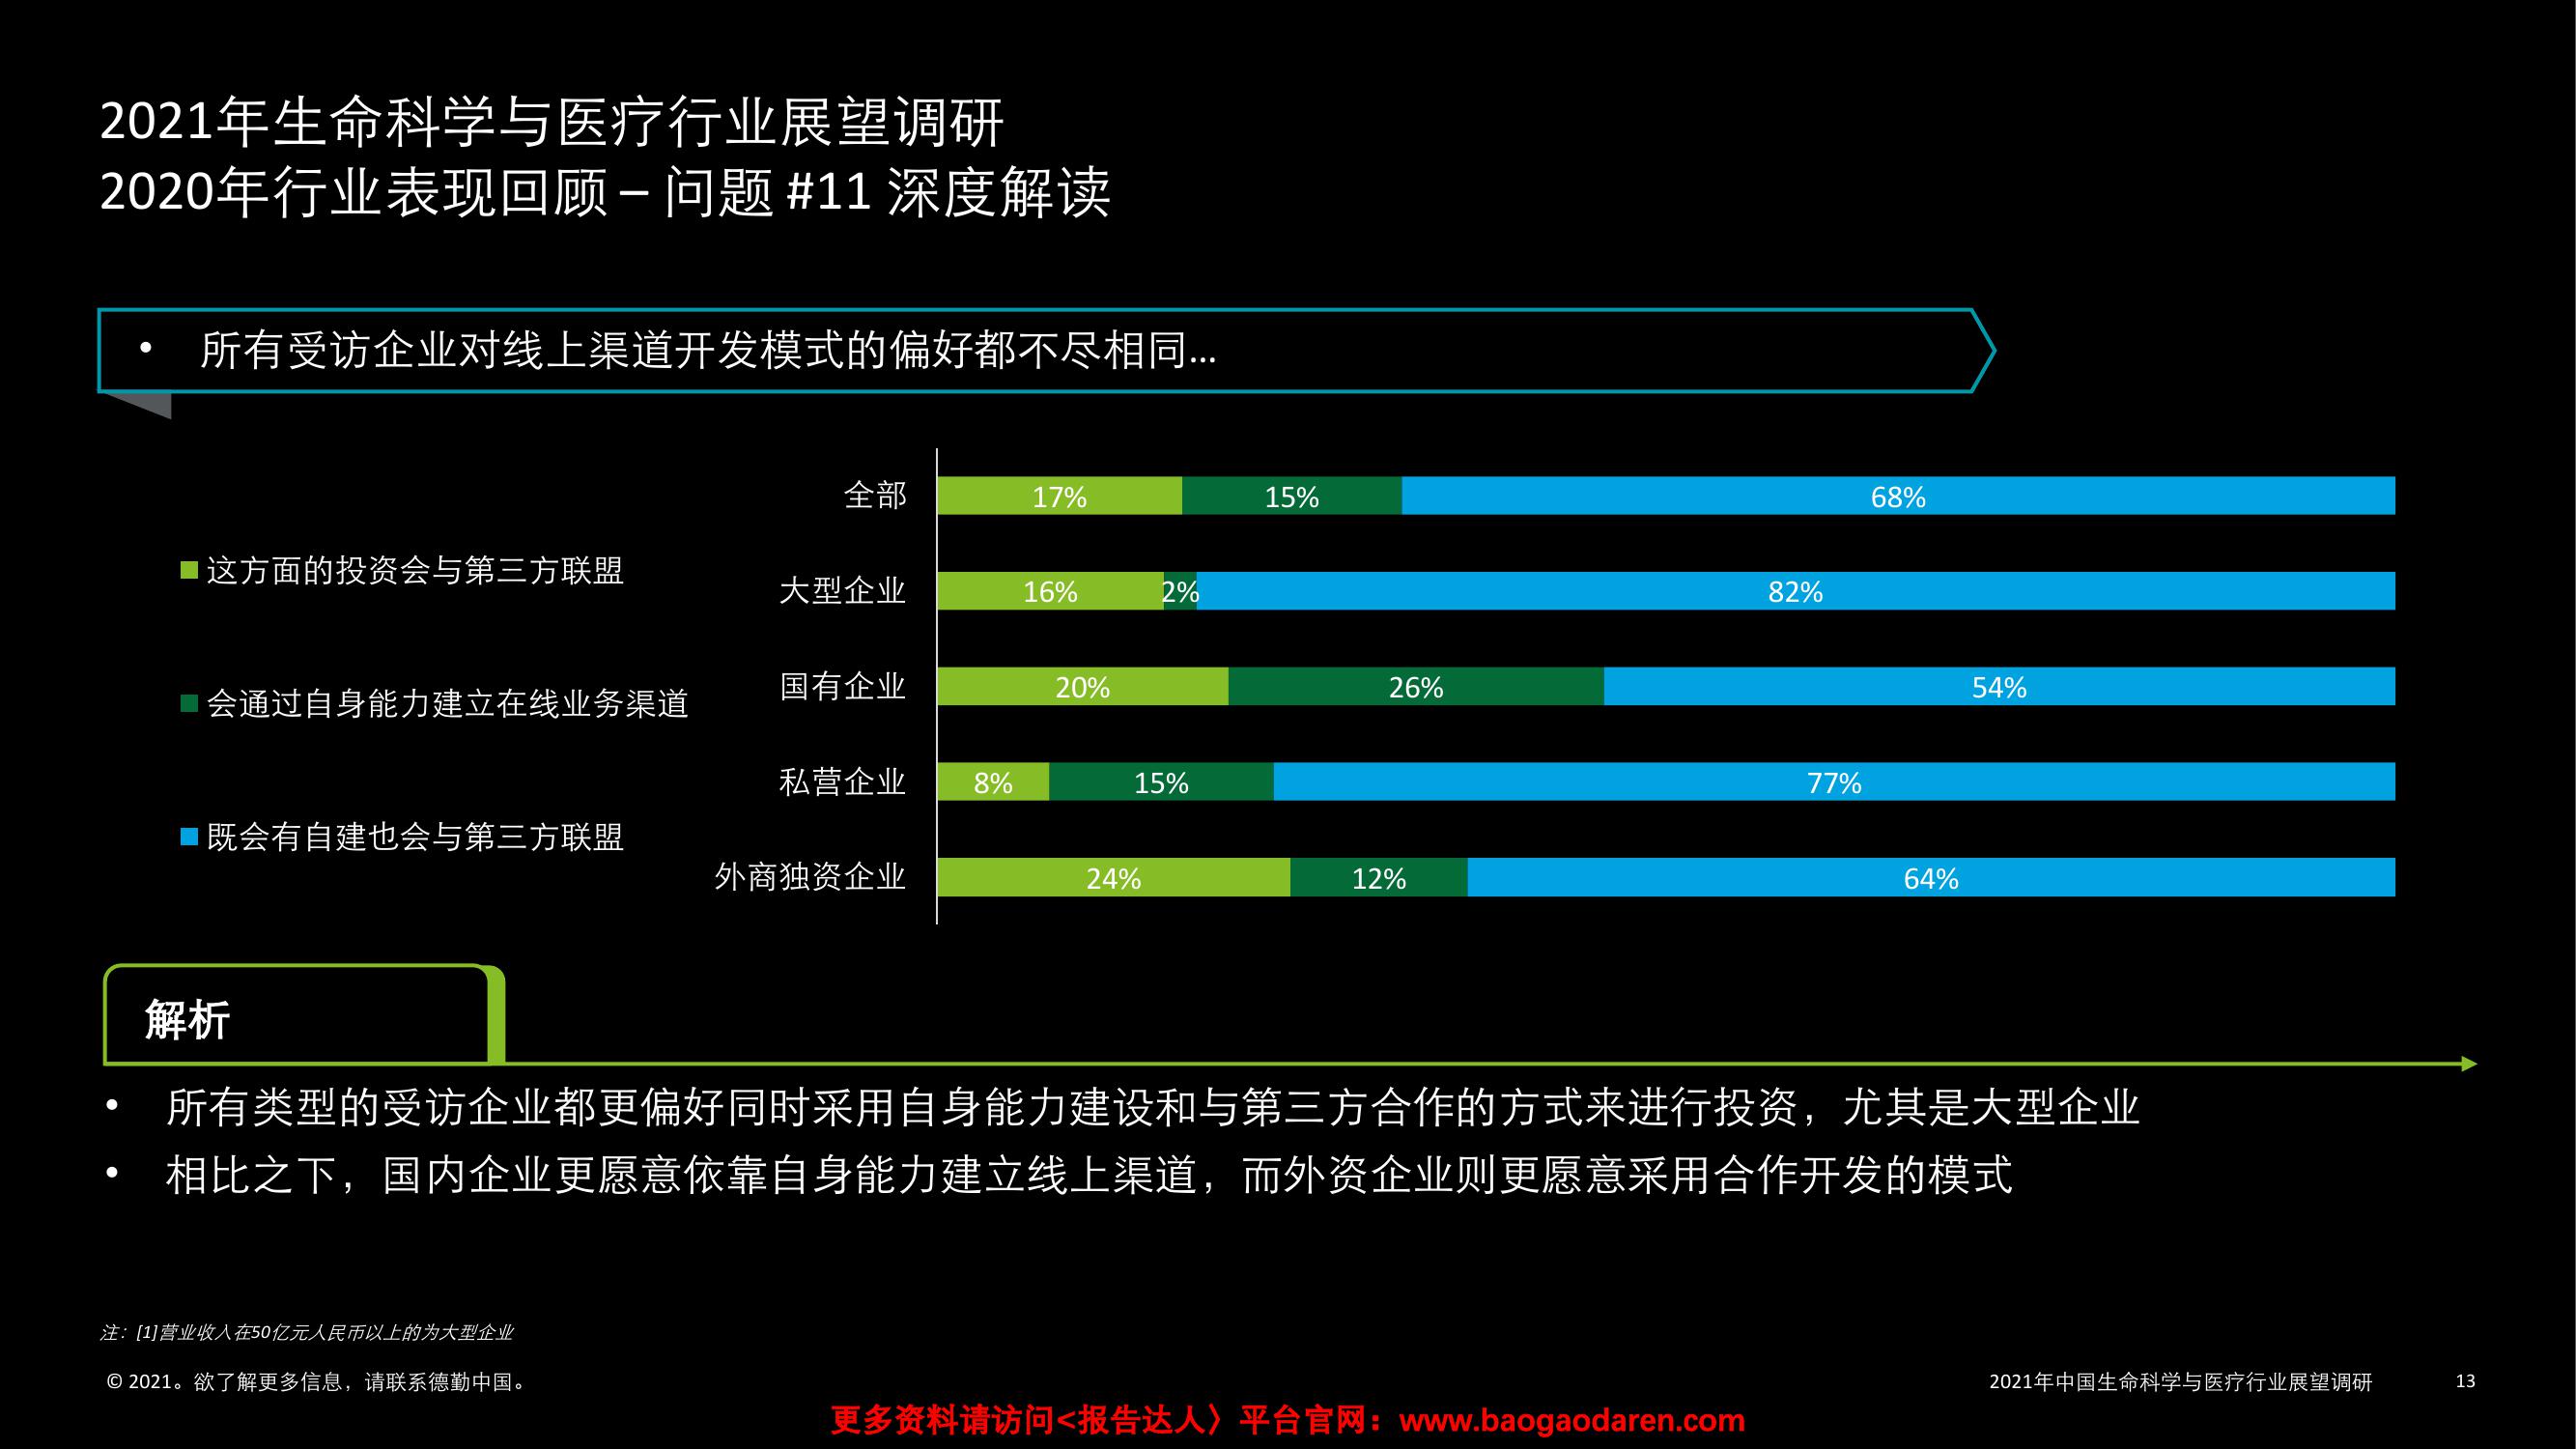 2021年生命科学与医疗行业展望调研
2020年行业表现回顾 – 问题 #11 深度解读
• 所有受访企业对线上渠道开发模式的偏好都不尽相同...
这方面的投资会与第三方联盟
会通过自身能力建立在线业务渠道
既会有自建也会与第三方联盟
全部 17% 15% 68%
大型企业 16% 2% 82%
国有企业 20% 26% 54%
私营企业 8% 15% 77%
外商独资企业 24% 12% 64%
解析
• 所有类型的受访企业都更偏好同时采用自身能力建设和与第三方合作的方式来进行投资，尤其是大型企业
• 相比之下，国内企业更愿意依靠自身能力建立线上渠道，而外资企业则更愿意采用合作开发的模式
注：[1]营业收入在50亿元人民币以上的为大型企业
© 2021。欲了解更多信息，请联系德勤中国。
2021年中国生命科学与医疗行业展望调研 13
更多资料请访问<报告达人〉平台官网：www.baogaodaren.com